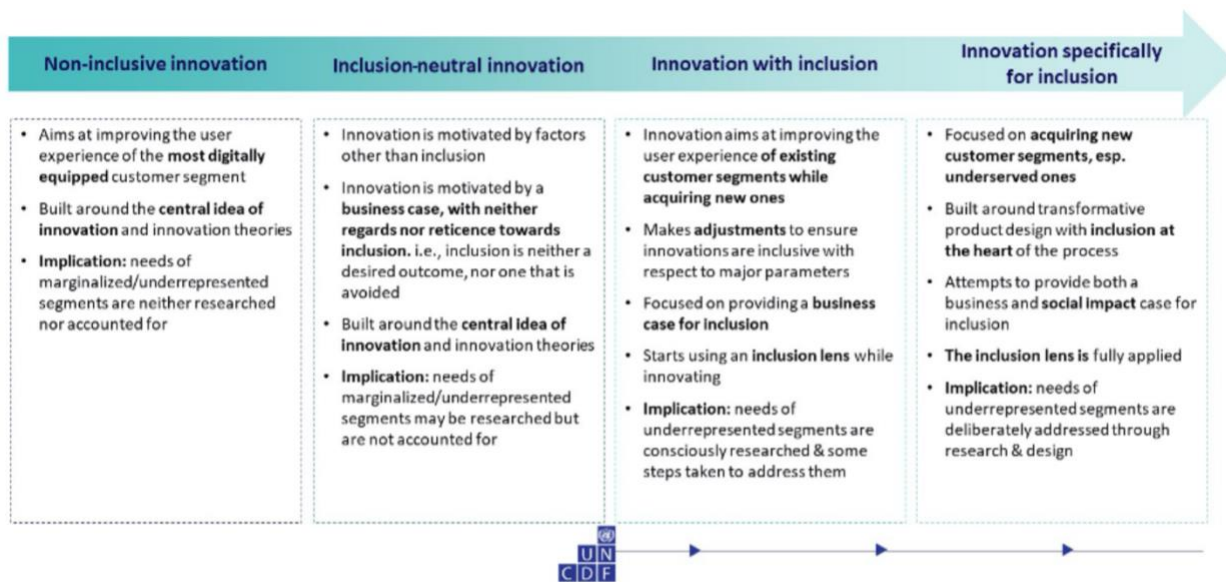 Non-inclusive innovation
Inclusion-neutral innovation
Innovation with inclusion
Innovation specifically
for inclusion
• Aims at improving the user
experience of the most digitally
equipped customer segment
• Built around the central idea of
innovation and innovation theories
• Implication: needs of
marginalized/underrepresented
segments are neither researched
nor accounted for
• Innovation is motivated by factors
other than inclusion
• Innovation is motivated by a
business case, with neither
regards nor reticence towards
inclusion. i.e., inclusion is neither a
desired outcome, nor one that is
avoided
• Built around the central idea of
innovation and innovation theories
• Implication: needs of
marginalized/underrepresented
segments may be researched but
are not accounted for
• Innovation aims at improving the
user experience of existing
customer segments while
acquiring new ones
• Makes adjustments to ensure
innovations are inclusive with
respect to major parameters
• Focused on providing a business
case for inclusion
• Starts using an inclusion lens while
innovating
• Implication: needs of
underrepresented segments are
consciously researched & some
steps taken to address them
• Focused on acquiring new
customer segments, esp.
underserved ones
• Built around transformative
product design with inclusion at
the heart of the process
• Attempts to provide both a
business and social impact case for
inclusion
• The inclusion lens is fully applied
• Implication: needs of
underrepresented segments are
deliberately addressed through
research & design
UN
CDF